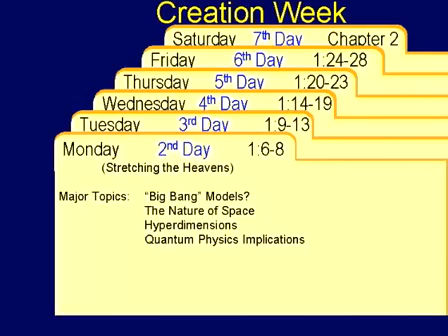 Creation Week
Saturday 7th Day Chapter 2
Friday 6th Day 1:24-28
Thursday 5th Day 1:20-23
Wednesday 4th Day 1:14-19
Tuesday 3rd Day 1:9-13
Monday 2nd Day 1:6-8
(Stretching the Heavens)
Major Topics: “Big Bang” Models?
The Nature of Space
Hyperdimensions
Quantum Physics Implications